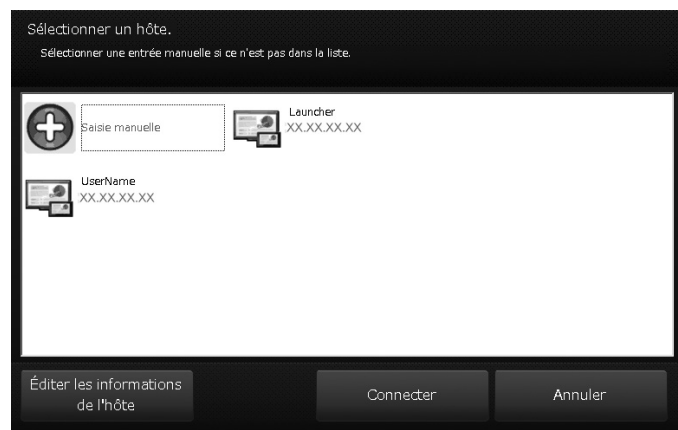 Sélectionner un hôte.
Sélectionner une entrée manuelle si ce n'est pas dans la liste.
Saisie manuelle
Launcher
XX.XX.XX.XX
UserName
XX.XX.XX.XX
Éditer les informations
de l'hôte
Connecter
Annuler